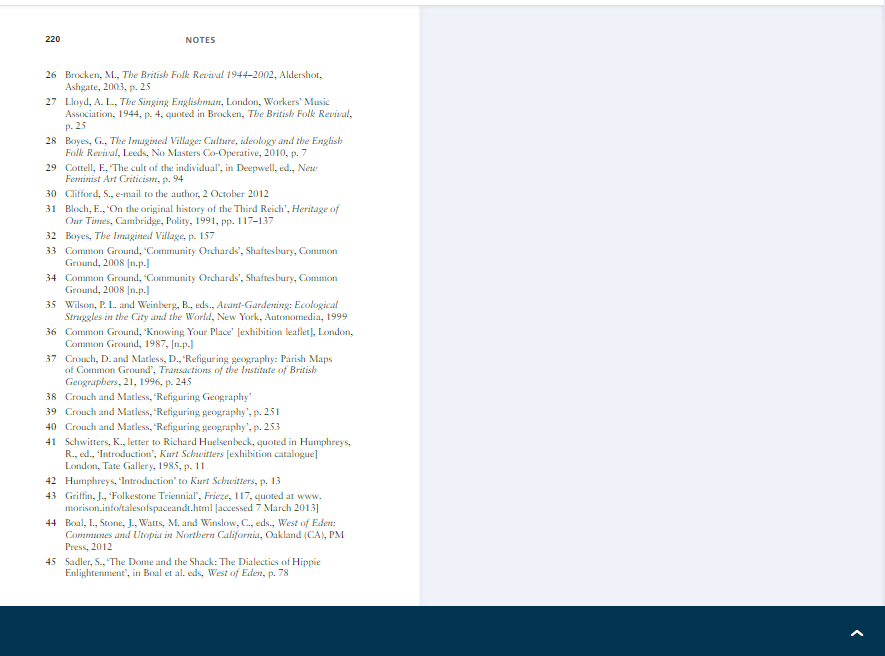 220 NOTES
26 Brocken, M., The British Folk Revival 1944–2002, Aldershot,
Ashgate, 2003, p. 25
27 Lloyd, A. L., The Singing Englishman, London, Workers’ Music
Association, 1944, p. 4, quoted in Brocken, The British Folk Revival,
p. 25
28 Boyes, G., The Imagined Village: Culture, ideology and the English
Folk Revival, Leeds, No Masters Co-Operative, 2010, p. 7
29 Cottell, F., ‘The cult of the individual’, in Deepwell, ed., New
Feminist Art Criticism, p. 94
30 Clifford, S., e-mail to the author, 2 October 2012
31 Bloch, E., ‘On the original history of the Third Reich’, Heritage of
Our Times, Cambridge, Polity, 1991, pp. 117–137
32 Boyes, The Imagined Village, p. 157
33 Common Ground, ‘Community Orchards’, Shaftesbury, Common
Ground, 2008 [n.p.]
34 Common Ground, ‘Community Orchards’, Shaftesbury, Common
Ground, 2008 [n.p.]
35 Wilson, P. L. and Weinberg, B., eds., Avant-Gardening: Ecological
Struggles in the City and the World, New York, Autonomedia, 1999
36 Common Ground, ‘Knowing Your Place’ [exhibition leaflet], London,
Common Ground, 1987, [n.p.]
37 Crouch, D. and Matless, D., ‘Refiguring geography: Parish Maps
of Common Ground’, Transactions of the Institute of British
Geographers, 21, 1996, p. 245
38 Crouch and Matless, ‘Refiguring Geography’
39 Crouch and Matless, ‘Refiguring geography’, p. 251
40 Crouch and Matless, ‘Refiguring geography’, p. 253
41 Schwitters, K., letter to Richard Huelsenbeck, quoted in Humphreys,
R., ed., ‘Introduction’, Kurt Schwitters [exhibition catalogue]
London, Tate Gallery, 1985, p. 11
42 Humphreys, ‘Introduction’ to Kurt Schwitters, p. 13
43 Griffin, J., ‘Folkestone Triennial’, Frieze, 117, quoted at www.
morison.info/talesofspaceandt.html [accessed 7 March 2013]
44 Boal, I., Stone, J., Watts, M. and Winslow, C., eds., West of Eden:
Communes and Utopia in Northern California, Oakland (CA), PM
Press, 2012
45 Sadler, S., ‘The Dome and the Shack: The Dialectics of Hippie
Enlightenment’, in Boal et al. eds, West of Eden, p. 78